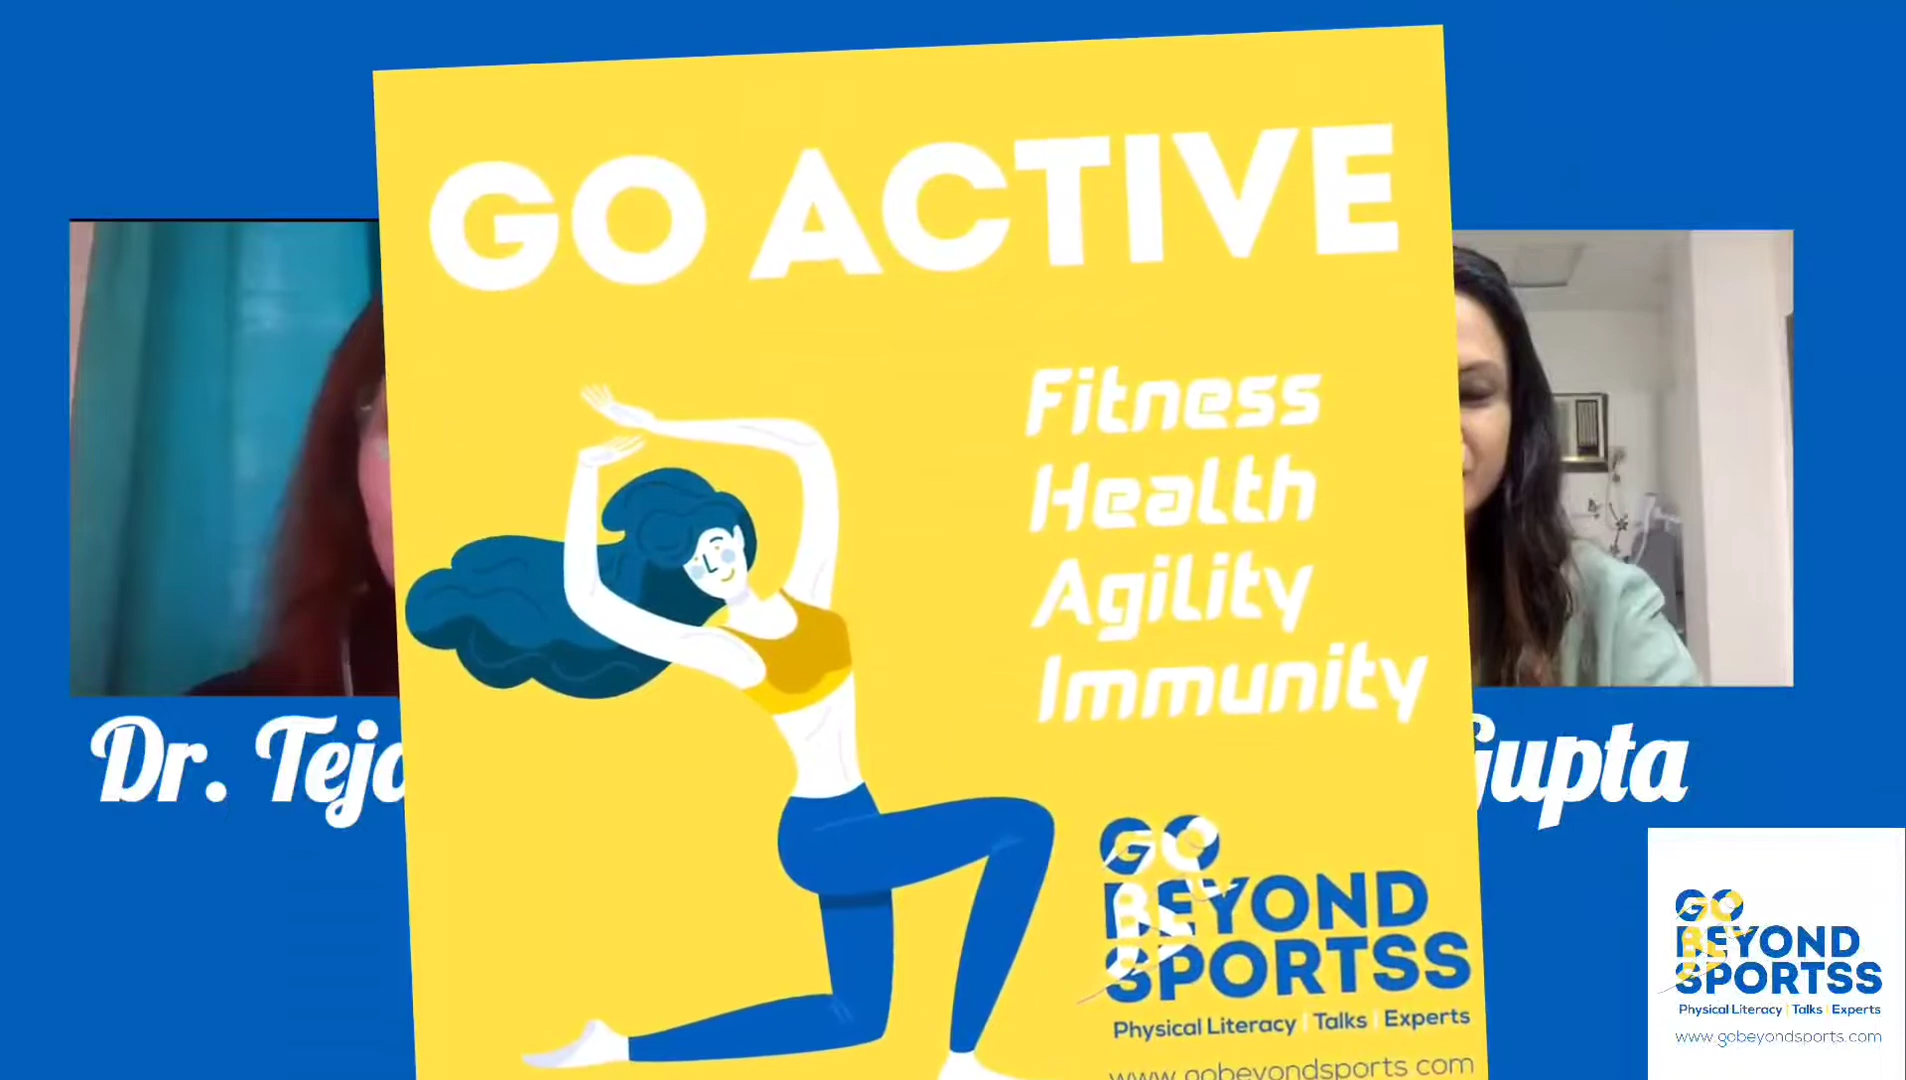 GO ACTIVE
Fitness
Health
Agility
Immunity
Dr.
Gupta
GO
BEYOND
SPORTSS
Physical Literacy | Talks | Experts
www.gobeyondsports.com
GO
BEYOND
SPORTSS
Physical Literacy | Talks | Experts
www.gobeyondsports.com